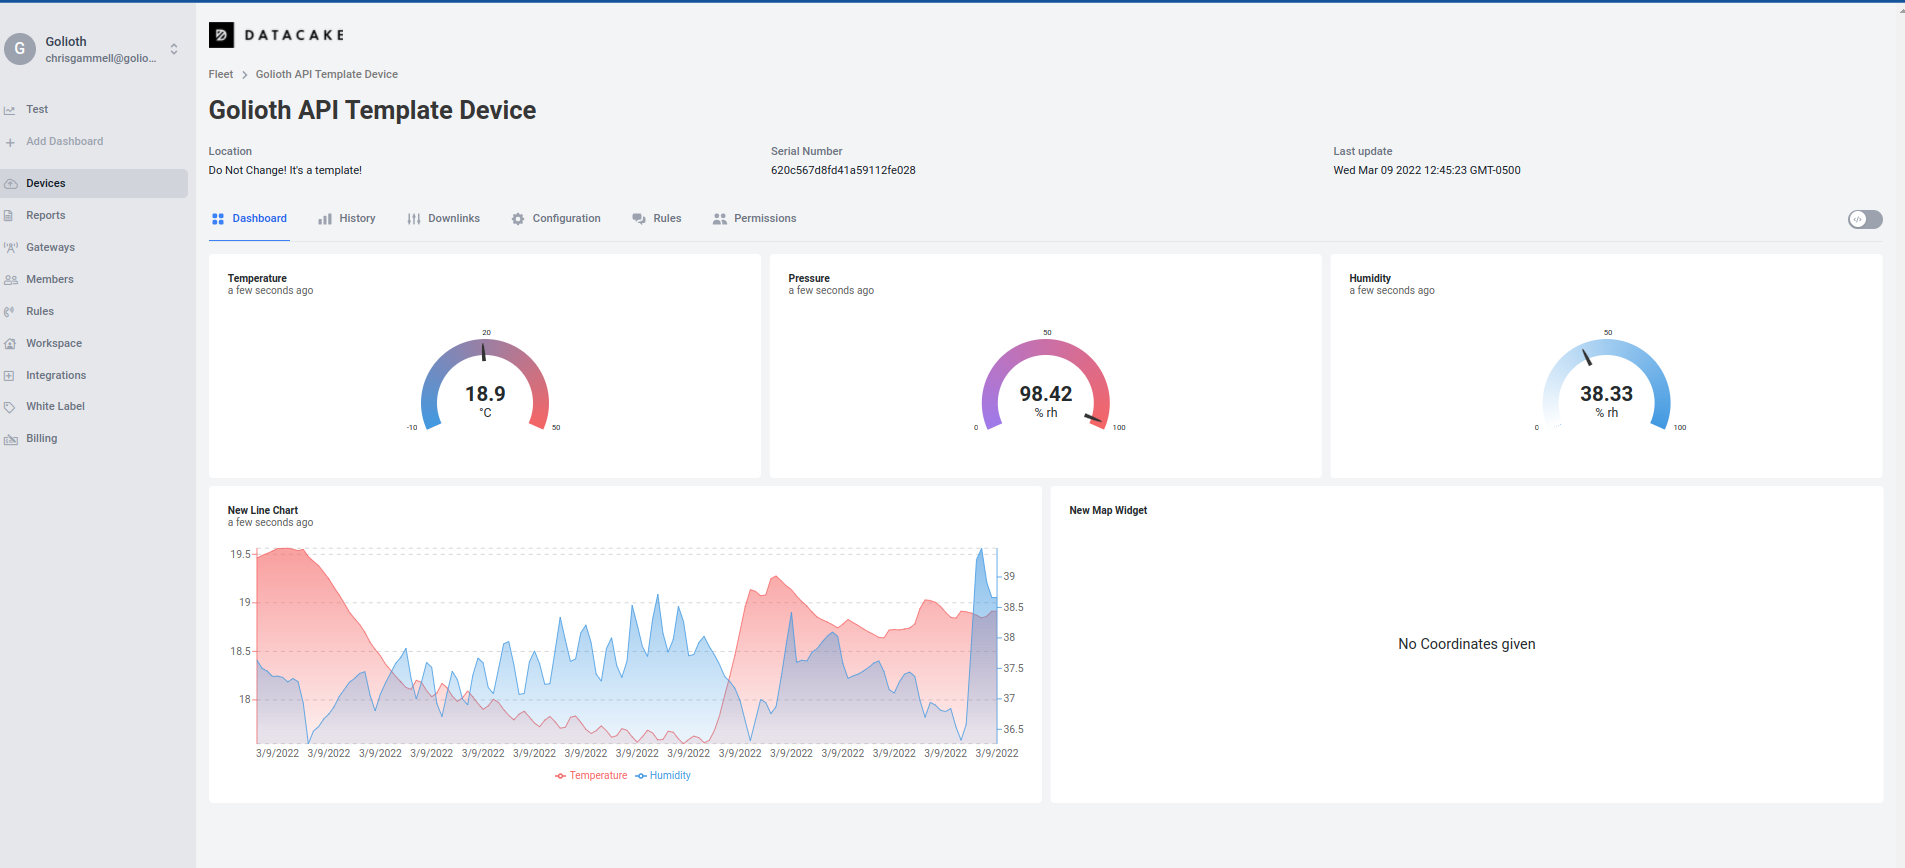 G
Golioth
chrisgammell@golio...
Test
Add Dashboard
Devices
Reports
Gateways
Members
Rules
Workspace
Integrations
White Label
Billing
DATACAKE
Fleet > Golioth API Template Device
Golioth API Template Device
Location
Do Not Change! It's a template!
Serial Number
620c567d8fd41a59112fe028
Last update
Wed Mar 09 2022 12:45:23 GMT-0500
Dashboard History Downlinks Configuration Rules Permissions
</>
Temperature
a few seconds ago
20
18.9
°C
-10 50
Pressure
a few seconds ago
50
98.42
% rh
0 100
Humidity
a few seconds ago
50
38.33
% rh
0 100
New Line Chart
a few seconds ago
19.5
19
18.5
18
39
38.5
38
37.5
37
36.5
3/9/2022 3/9/2022 3/9/2022 3/9/2022 3/9/2022 3/9/2022 3/9/2022 3/9/2022 3/9/2022 3/9/2022 3/9/2022 3/9/2022 3/9/2022 3/9/2022 3/9/2022
Temperature Humidity
New Map Widget
No Coordinates given